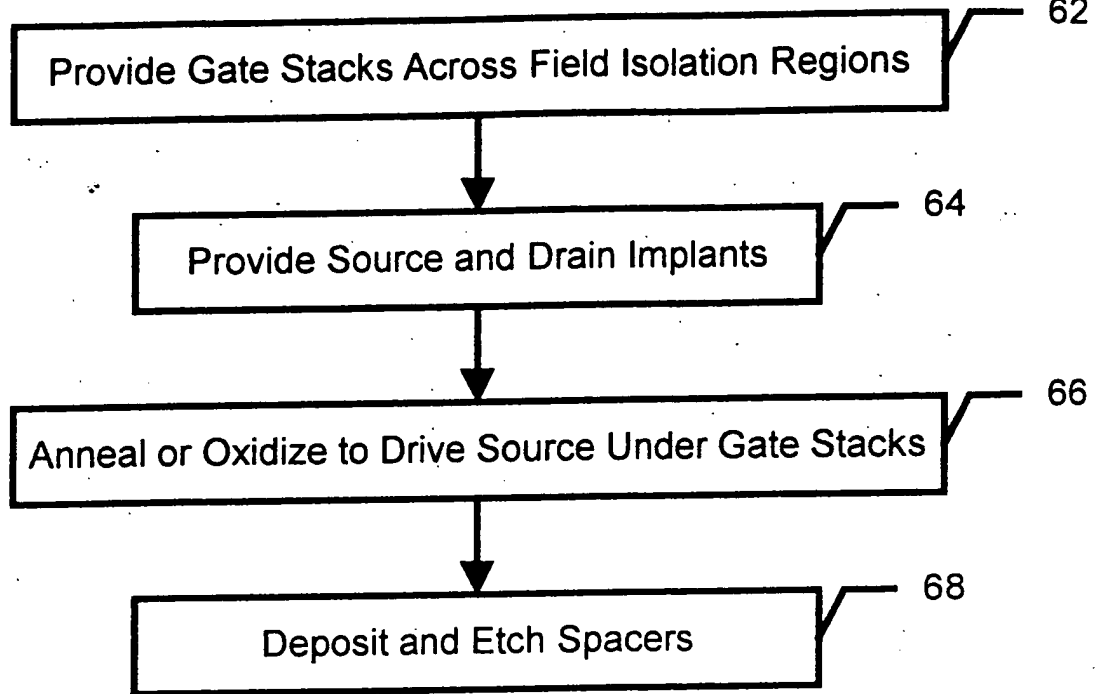 62
Provide Gate Stacks Across Field Isolation Regions
64
Provide Source and Drain Implants
66
Anneal or Oxidize to Drive Source Under Gate Stacks
68
Deposit and Etch Spacers